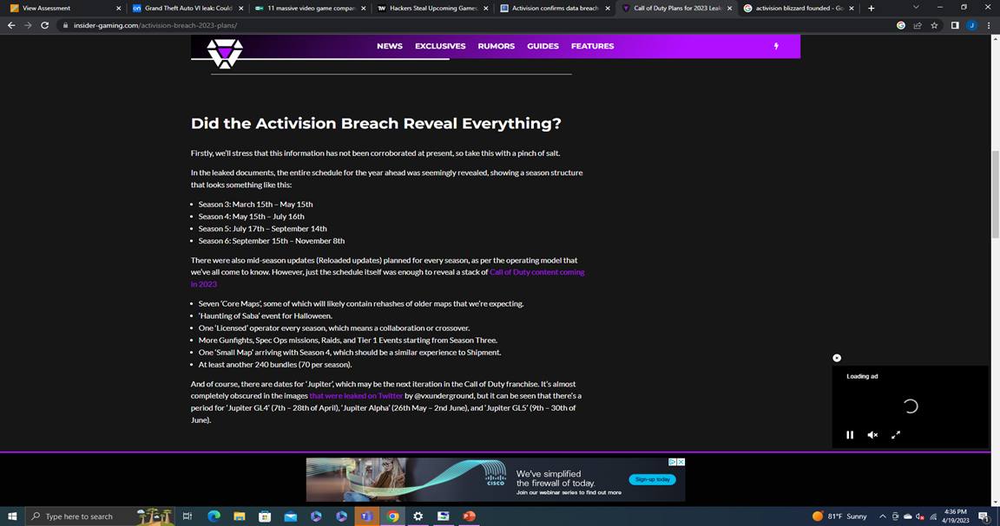 View Assessment
Grand Theft Auto VI leak: Could
11 massive video game compan
Hackers Steal Upcoming Games,
Activision confirms data breach
Call of Duty Plans for 2023 Leak
activision blizzard founded - Go
insider-gaming.com/activision-breach-2023-plans/
J
NEWS EXCLUSIVES RUMORS GUIDES FEATURES
Did the Activision Breach Reveal Everything?
Firstly, we'll stress that this information has not been corroborated at present, so take this with a pinch of salt.
In the leaked documents, the entire schedule for the year ahead was seemingly revealed, showing a season structure
that looks something like this:
• Season 3: March 15th – May 15th
• Season 4: May 15th – July 16th
• Season 5: July 17th – September 14th
• Season 6: September 15th – November 8th
There were also mid-season updates (Reloaded updates) planned for every season, as per the operating model that
we've all come to know. However, just the schedule itself was enough to reveal a stack of Call of Duty content coming
in 2023
• Seven 'Core Maps', some of which will likely contain rehashes of older maps that we're expecting.
• 'Haunting of Saba' event for Halloween.
• One 'Licensed' operator every season, which means a collaboration or crossover.
• More Gunfights, Spec Ops missions, Raids, and Tier 1 Events starting from Season Three.
• One 'Small Map' arriving with Season 4, which should be a similar experience to Shipment.
• At least another 240 bundles (70 per season).
And of course, there are dates for 'Jupiter', which may be the next iteration in the Call of Duty franchise. It's almost
completely obscured in the images that were leaked on Twitter by @vxunderground, but it can be seen that there's a
period for 'Jupiter GL4' (7th – 28th of April), 'Jupiter Alpha' (26th May – 2nd June), and 'Jupiter GL5' (9th – 30th of
June).
Loading ad
CISCO
We've simplified
the firewall of today.
Join our webinar series to find out more
Sign-up today
Type here to search
81°F Sunny
4:36 PM
4/19/2023